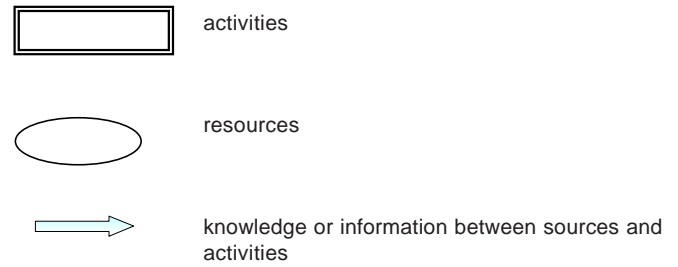 activities
resources
knowledge or information between sources and
activities